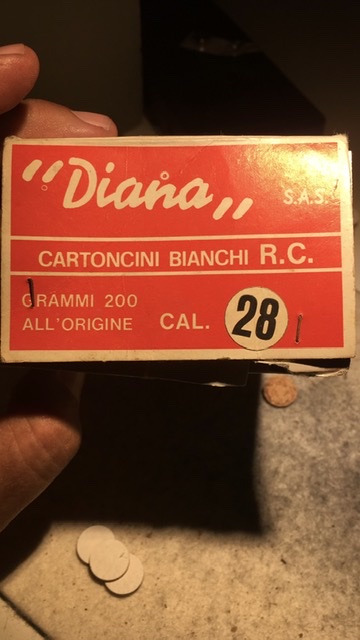 "Diana„ S.A.S.
CARTONCINI BIANCHI R.C.
GRAMMI 200
ALL'ORIGINE CAL. 28